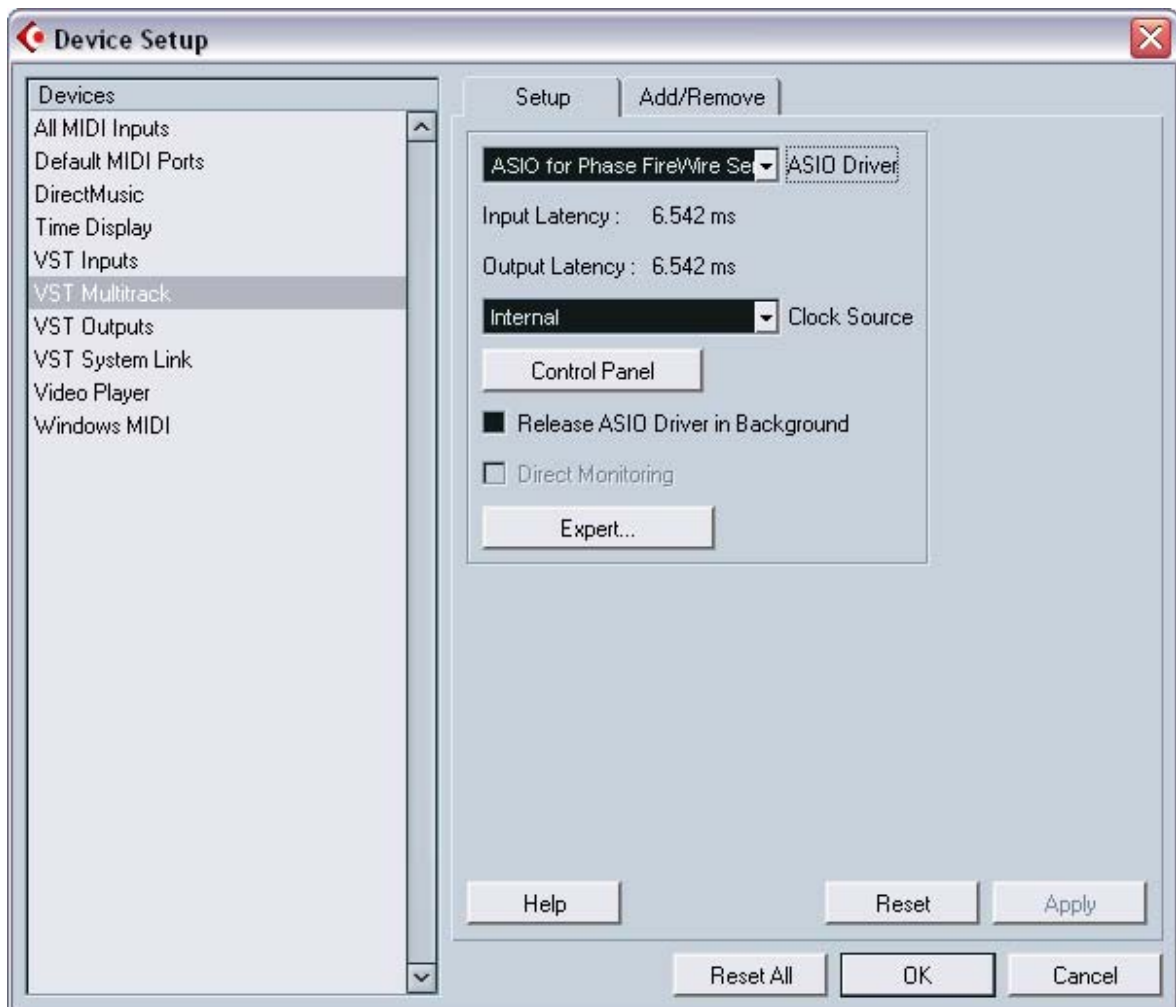 Device Setup
Devices
All MIDI Inputs
Default MIDI Ports
DirectMusic
Time Display
VST Inputs
VST Multitrack
VST Outputs
VST System Link
Video Player
Windows MIDI
Setup
Add/Remove
ASIO for Phase FireWire Ser ASIO Driver
Input Latency : 6.542 ms
Output Latency : 6.542 ms
Internal Clock Source
Control Panel
Release ASIO Driver in Background
Direct Monitoring
Expert...
Help
Reset
Apply
Reset All
OK
Cancel